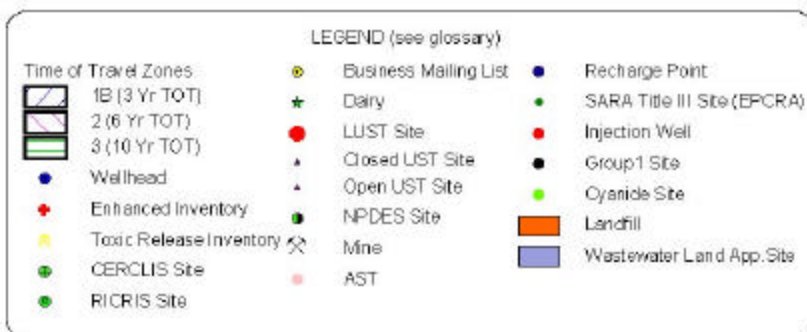 LEGEND (see glossary)
Time of Travel Zones
1B (3 Yr TOT)
2 (6 Yr TOT)
3 (10 Yr TOT)
Wellhead
Enhanced Inventory
Toxic Release Inventory
CERCLIS Site
RICRIS Site
Business Mailing List
Dairy
LUST Site
Closed UST Site
Open UST Site
NPDES Site
Mine
AST
Recharge Point
SARA Title III Site (EPCRA)
Injection Well
Group1 Site
Cyanide Site
Landfill
Wastewater Land App.Site